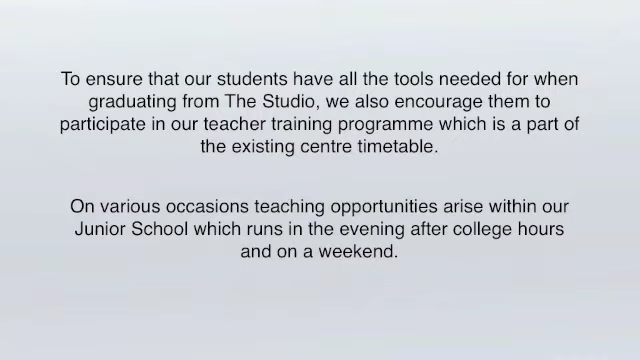 To ensure that our students have all the tools needed for when
graduating from The Studio, we also encourage them to
participate in our teacher training programme which is a part of
the existing centre timetable.
On various occasions teaching opportunities arise within our
Junior School which runs in the evening after college hours
and on a weekend.